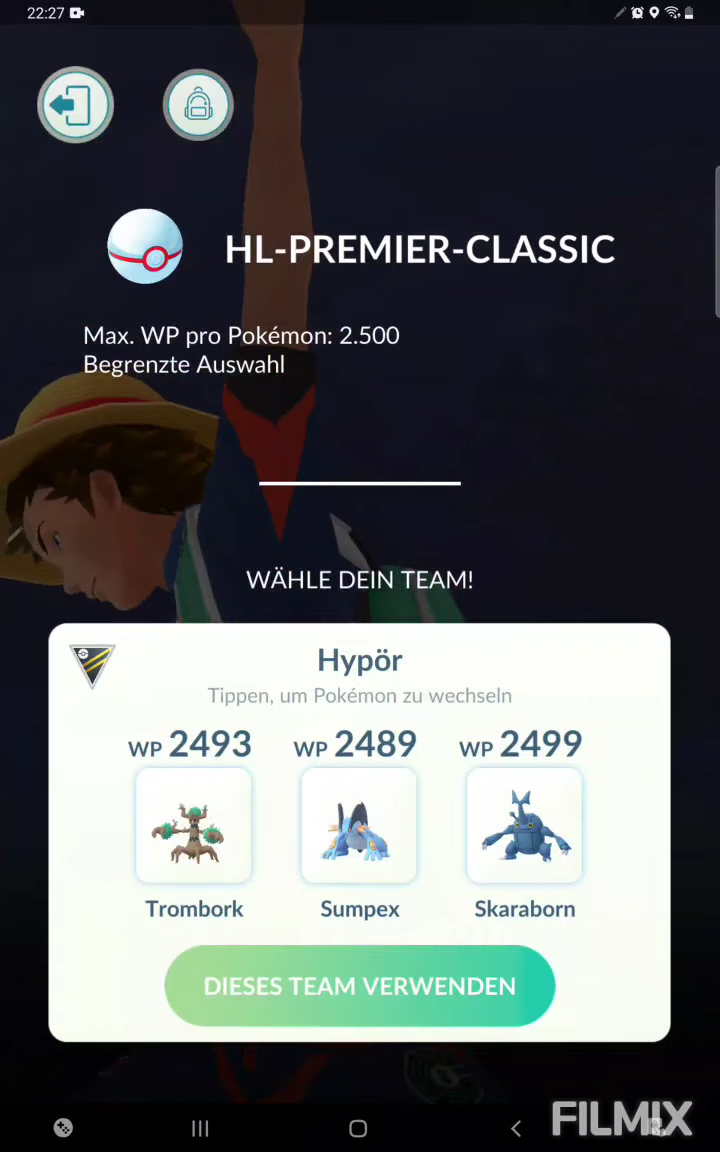 22:27
HL-PREMIER-CLASSIC
Max. WP pro Pokémon: 2.500
Begrenzte Auswahl
WÄHLE DEIN TEAM!
Hypör
Tippen, um Pokémon zu wechseln
WP 2493 WP 2489 WP 2499
Trombork Sumpex Skaraborn
DIESES TEAM VERWENDEN
FILMIX